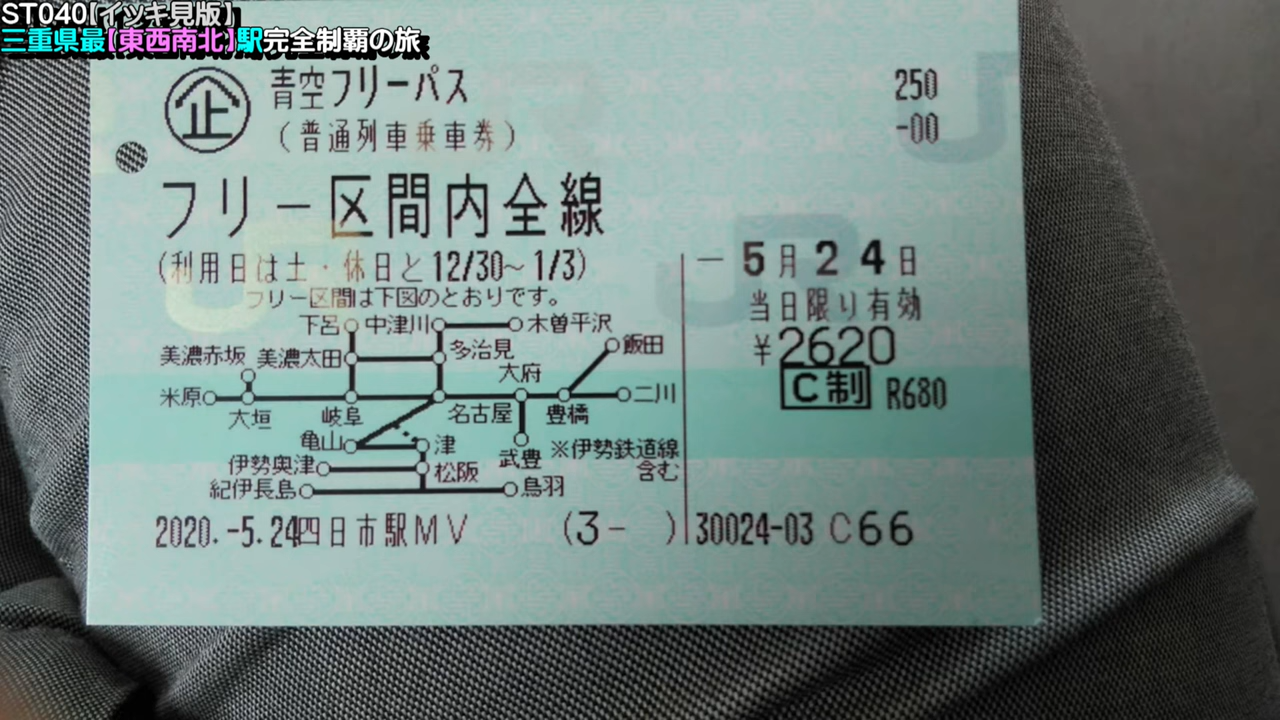 ST040【イッキ見版】
三重県最【東西南北】駅完全制覇の旅
企 青空フリーパス 250
(普通列車乗車券) -00
フリー区間内全線
(利用日は土・休日と12/30~1/3)
フリー区間は下図のとおりです。
- 5月24日
当日限り有効
¥2620
C制 R680
下呂 中津川 木曽平沢
美濃赤坂 美濃太田 多治見 飯田
大府
米原 二川
大垣 岐阜 名古屋 豊橋
亀山 津 武豊 ※伊勢鉄道線
含む
伊勢奥津 松阪
紀伊長島 鳥羽
2020.-5.24四日市駅MV (3- ) 30024-03 C66